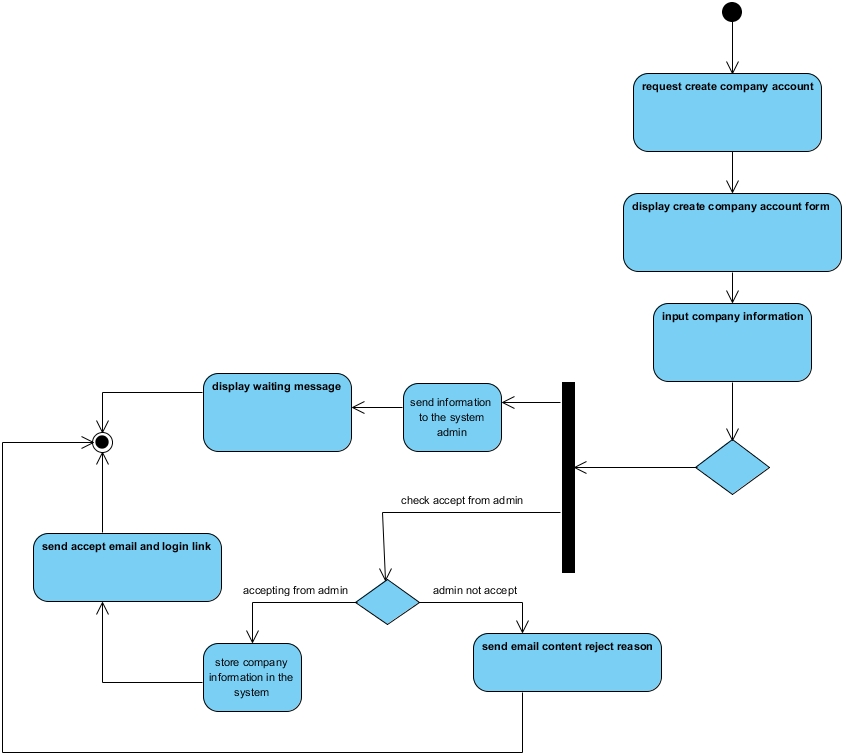 request create company account
display create company account form
input company information
display waiting message
send information
to the system
admin
check accept from admin
send accept email and login link
accepting from admin
admin not accept
store company
information in the
system
send email content reject reason